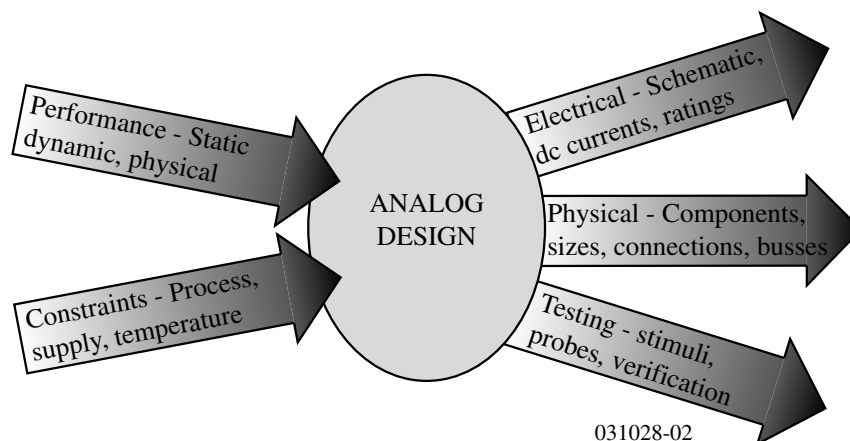 Performance - Static
dynamic, physical
Constraints - Process,
supply, temperature
ANALOG
DESIGN
Electrical - Schematic,
dc currents, ratings
Physical - Components,
sizes, connections, busses
Testing - stimuli,
probes, verification
031028-02